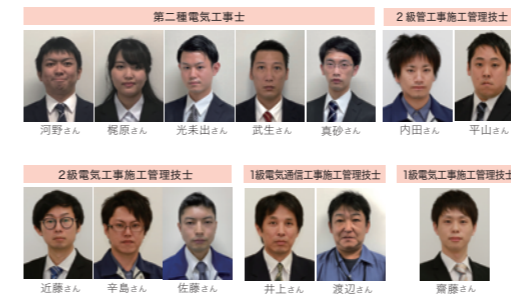 第二種電気工事士
2級管工事施工管理技士
河野さん
梶原さん
光未出さん
武生さん
真砂さん
内田さん
平山さん
2級電気工事施工管理技士
1級電気通信工事施工管理技士
1級電気工事施工管理技士
近藤さん
辛島さん
佐藤さん
井上さん
渡辺さん
齋藤さん